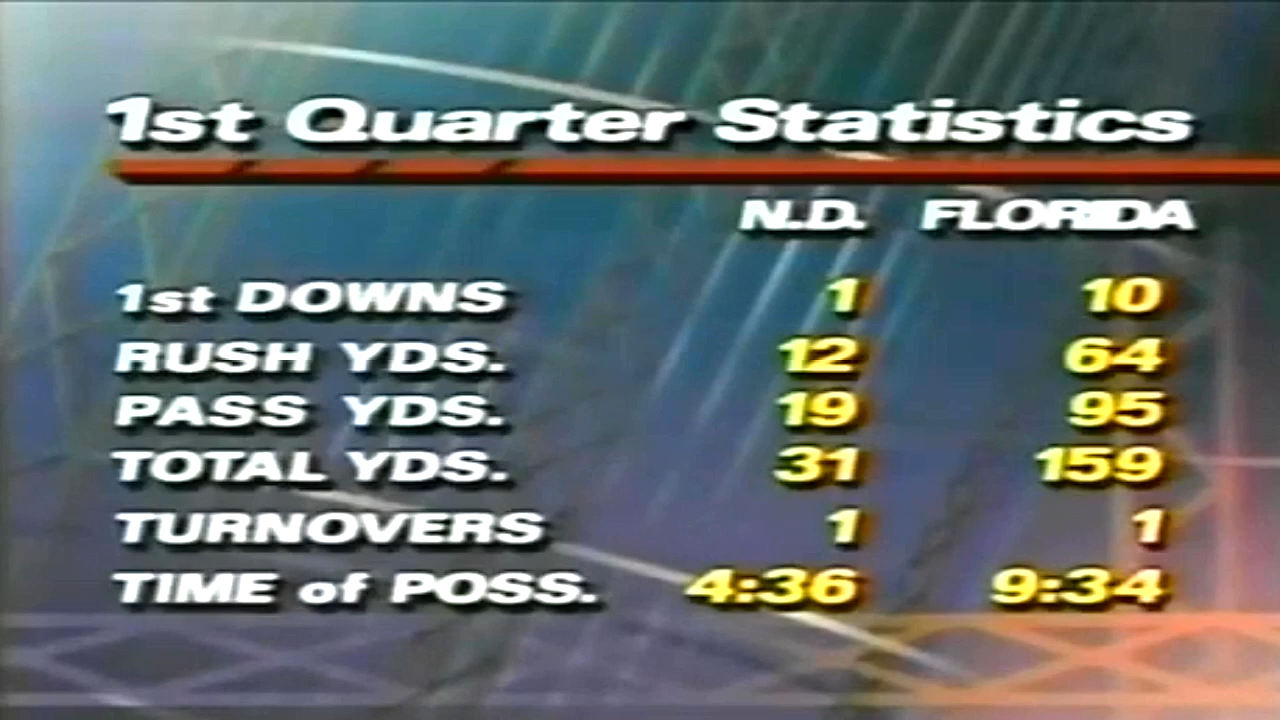 1st Quarter Statistics
N.D. FLORIDA
1st DOWNS 1 10
RUSH YDS. 12 64
PASS YDS. 19 95
TOTAL YDS. 31 159
TURNOVERS 1 1
TIME of POSS. 4:36 9:34